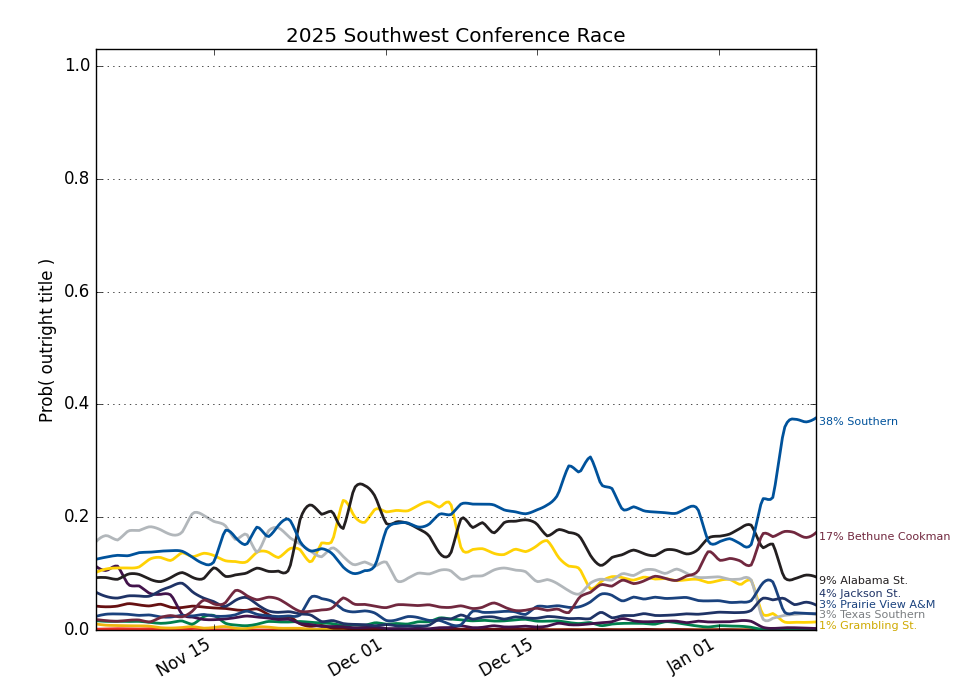 2025 Southwest Conference Race
Prob( outright title )
1.0
0.8
0.6
0.4
0.2
0.0
Nov 15
Dec 01
Dec 15
Jan 01
38% Southern
17% Bethune Cookman
9% Alabama St.
4% Jackson St.
3% Prairie View A&M
3% Texas Southern
1% Grambling St.